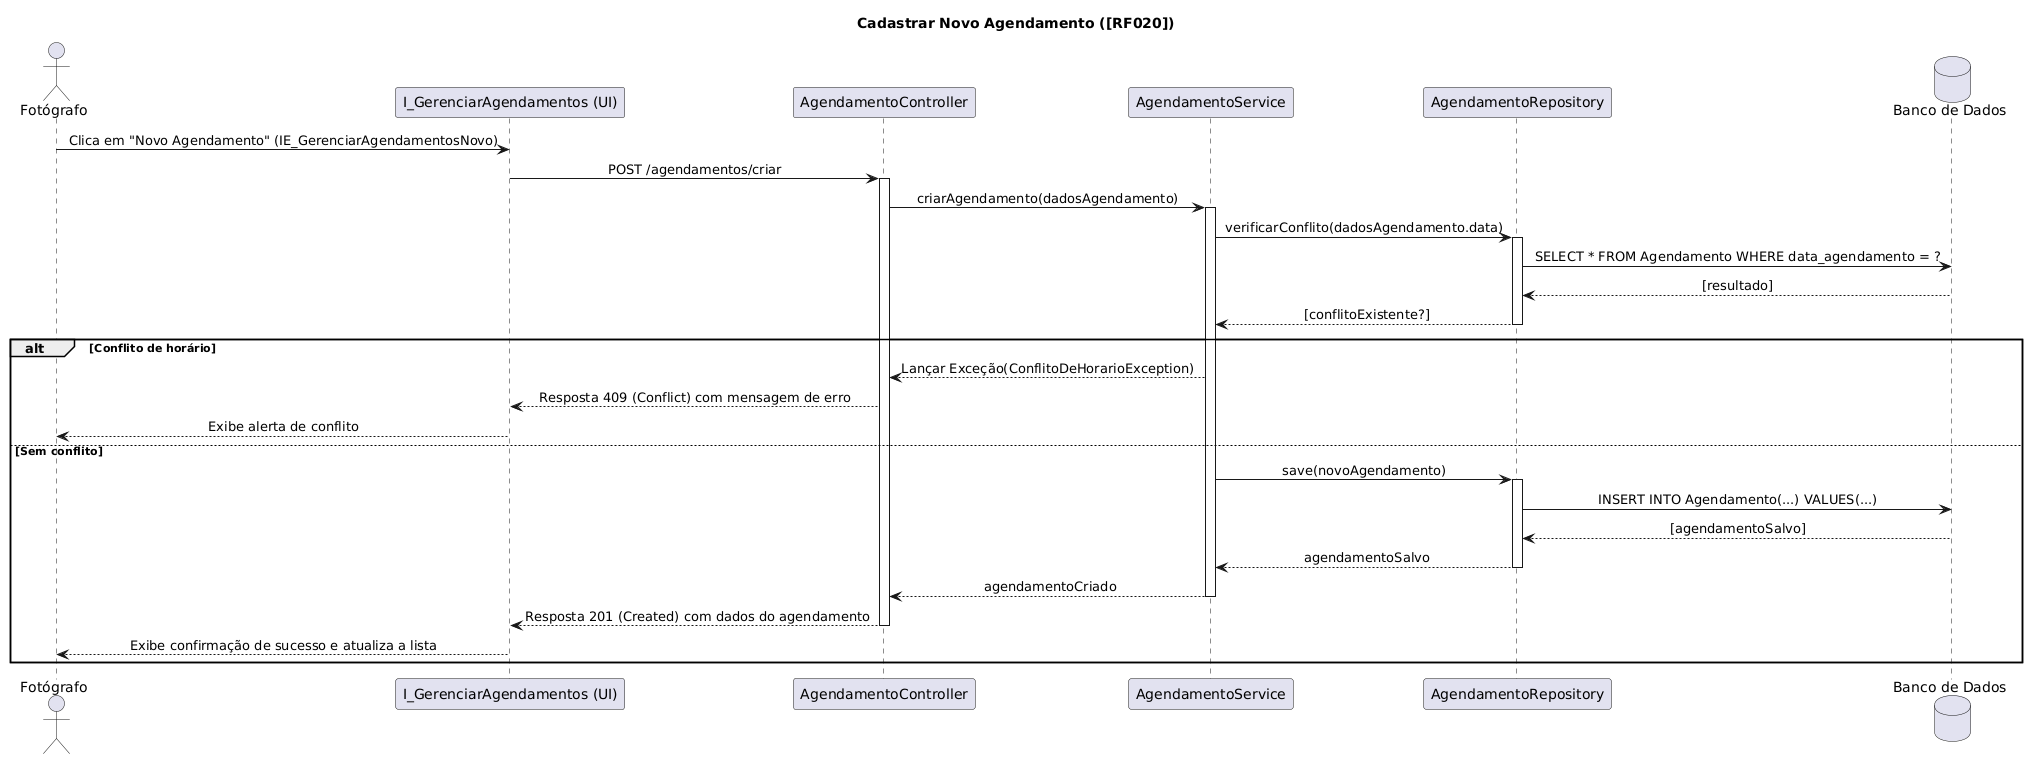 Cadastrar Novo Agendamento ([RF020])
Fotógrafo
I_GerenciarAgendamentos (UI)
AgendamentoController
AgendamentoService
AgendamentoRepository
Banco de Dados
Clica em "Novo Agendamento" (IE_GerenciarAgendamentosNovo)
POST /agendamentos/criar
criarAgendamento(dadosAgendamento)
verificarConflito(dadosAgendamento.data)
SELECT * FROM Agendamento WHERE data_agendamento = ?
[resultado]
[conflitoExistente?]
alt
[Conflito de horário]
Lançar Exceção(ConflitoDeHorarioException)
Resposta 409 (Conflict) com mensagem de erro
Exibe alerta de conflito
[Sem conflito]
save(novoAgendamento)
INSERT INTO Agendamento(...) VALUES(...)
[agendamentoSalvo]
agendamentoSalvo
agendamentoCriado
Resposta 201 (Created) com dados do agendamento
Exibe confirmação de sucesso e atualiza a lista
Fotógrafo
I_GerenciarAgendamentos (UI)
AgendamentoController
AgendamentoService
AgendamentoRepository
Banco de Dados